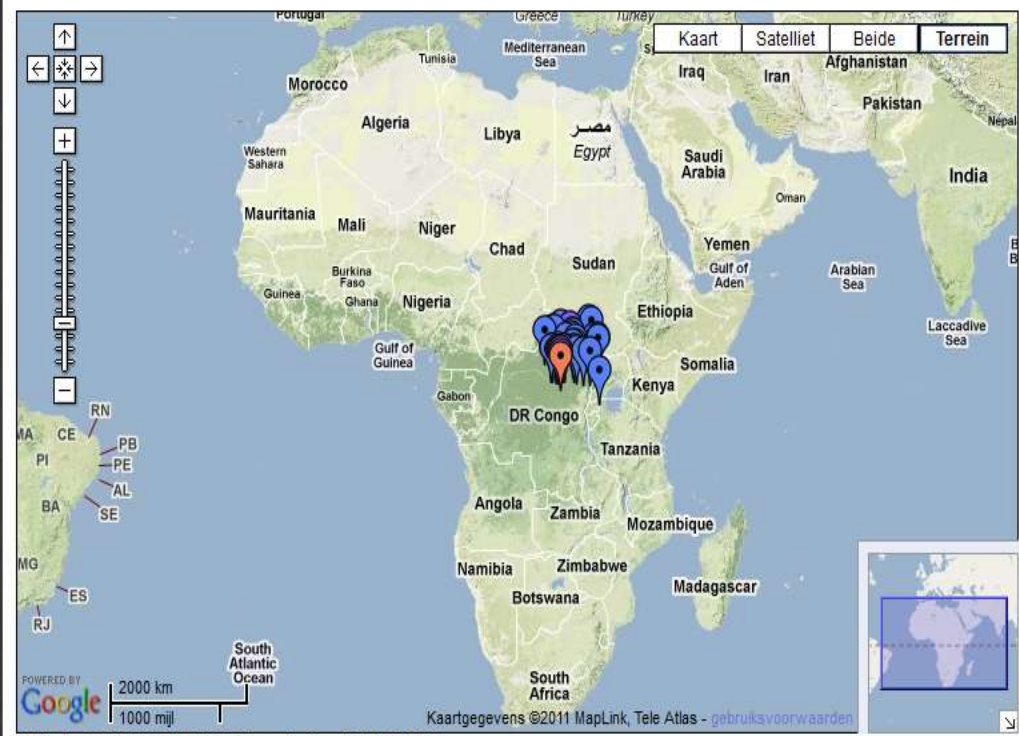 Portugal
Greece
Turkey
Kaart
Satelliet
Beide
Terrein
Tunisia
Mediterranean
Sea
Iraq
Iran
Afghanistan
Morocco
Pakistan
Nepal
Algeria
Libya
مصر
Egypt
Western
Sahara
Saudi
Arabia
India
Oman
Mauritania
Mali
Niger
Chad
Sudan
Yemen
Gulf of
Aden
Arabian
Sea
Burkina
Faso
Guinea
Ghana
Nigeria
Ethiopia
Laccadive
Sea
Gulf of
Guinea
Somalia
Gabon
Kenya
DR Congo
Tanzania
RN
MA
CE
PB
PI
PE
AL
BA
SE
Angola
Zambia
Mozambique
MG
Namibia
Zimbabwe
Madagascar
Botswana
ES
RJ
South
Atlantic
Ocean
South
Africa
POWERED BY
Google
2000 km
1000 mijl
Kaartgegevens ©2011 MapLink, Tele Atlas - gebruiksvoorwaarden